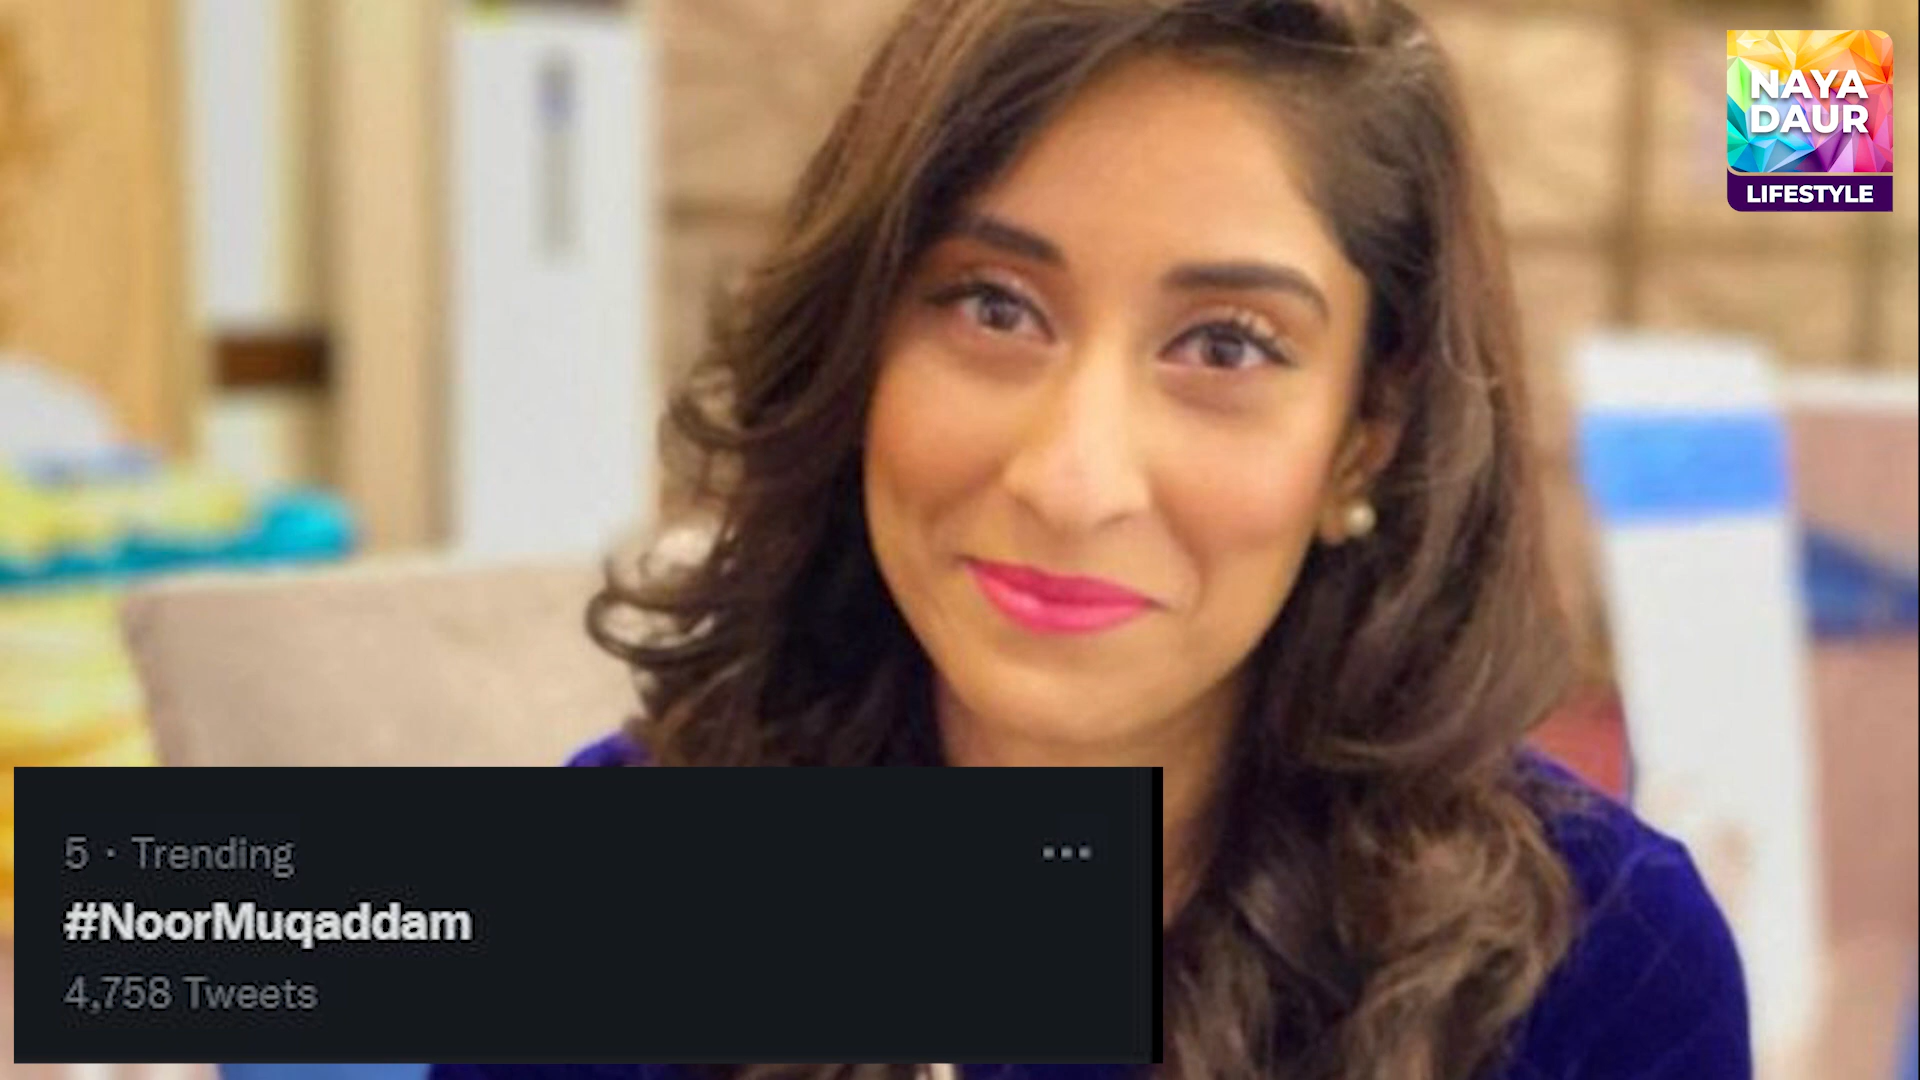 NAYA
DAUR
LIFESTYLE
5 · Trending
#NoorMuqaddam
4,758 Tweets